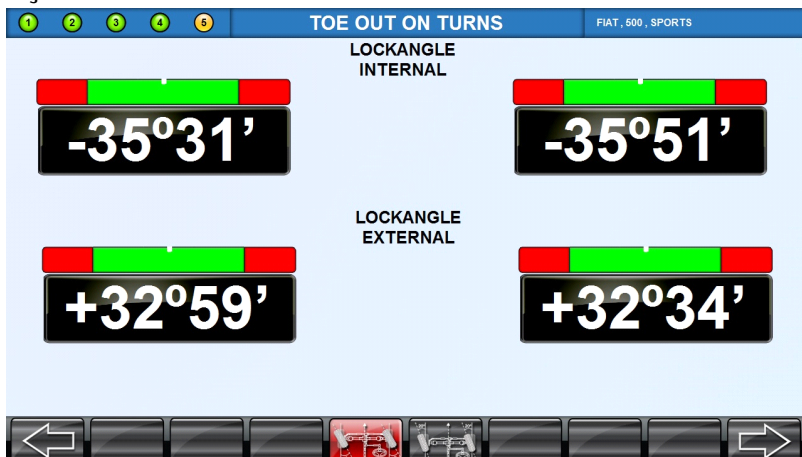 1 2 3 4 5 TOE OUT ON TURNS FIAT , 500 , SPORTS
LOCKANGLE
INTERNAL
-35º31’ -35º51’
LOCKANGLE
EXTERNAL
+32º59’ +32º34’